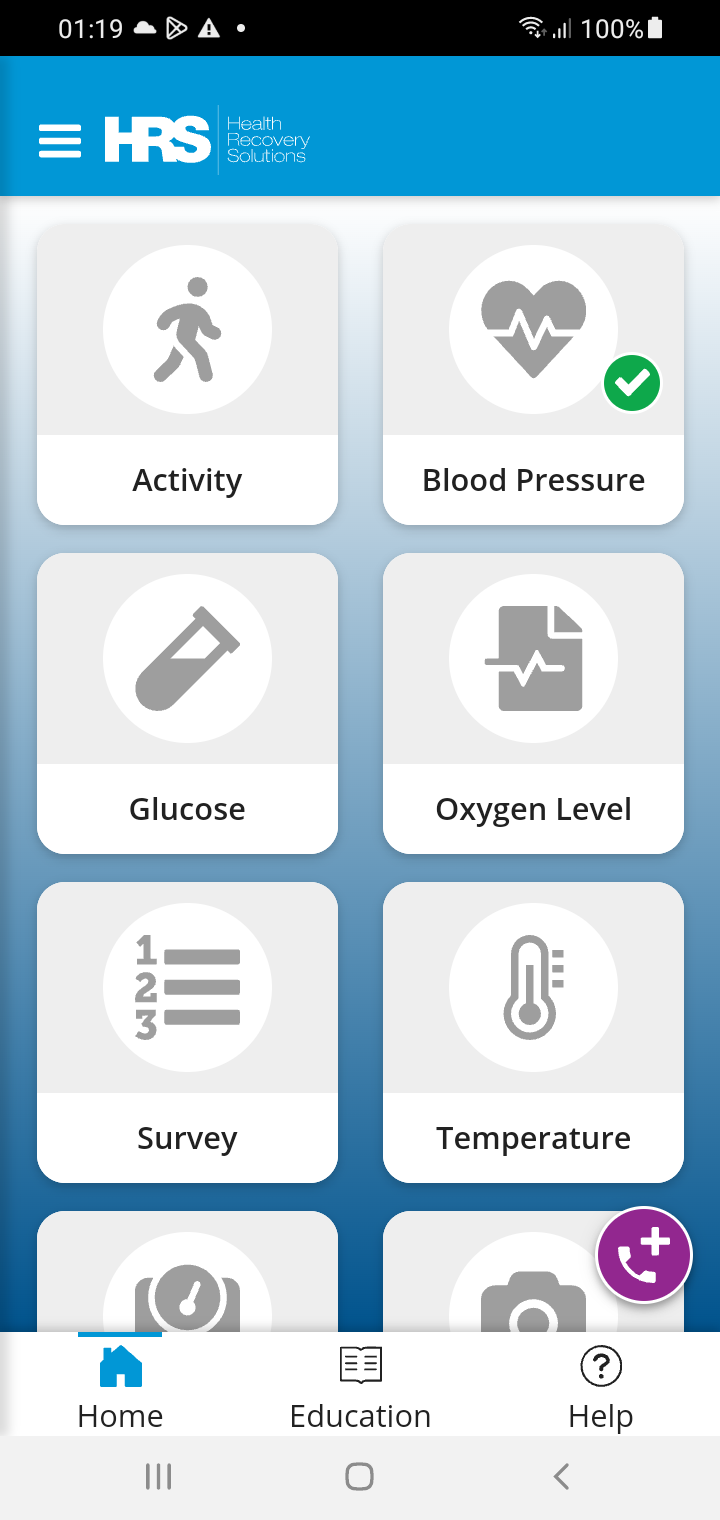 01:19
100%
HRS
Health
Recovery
Solutions
Activity
Blood Pressure
Glucose
Oxygen Level
1
2
3
Survey
Temperature
Home
Education
?
Help